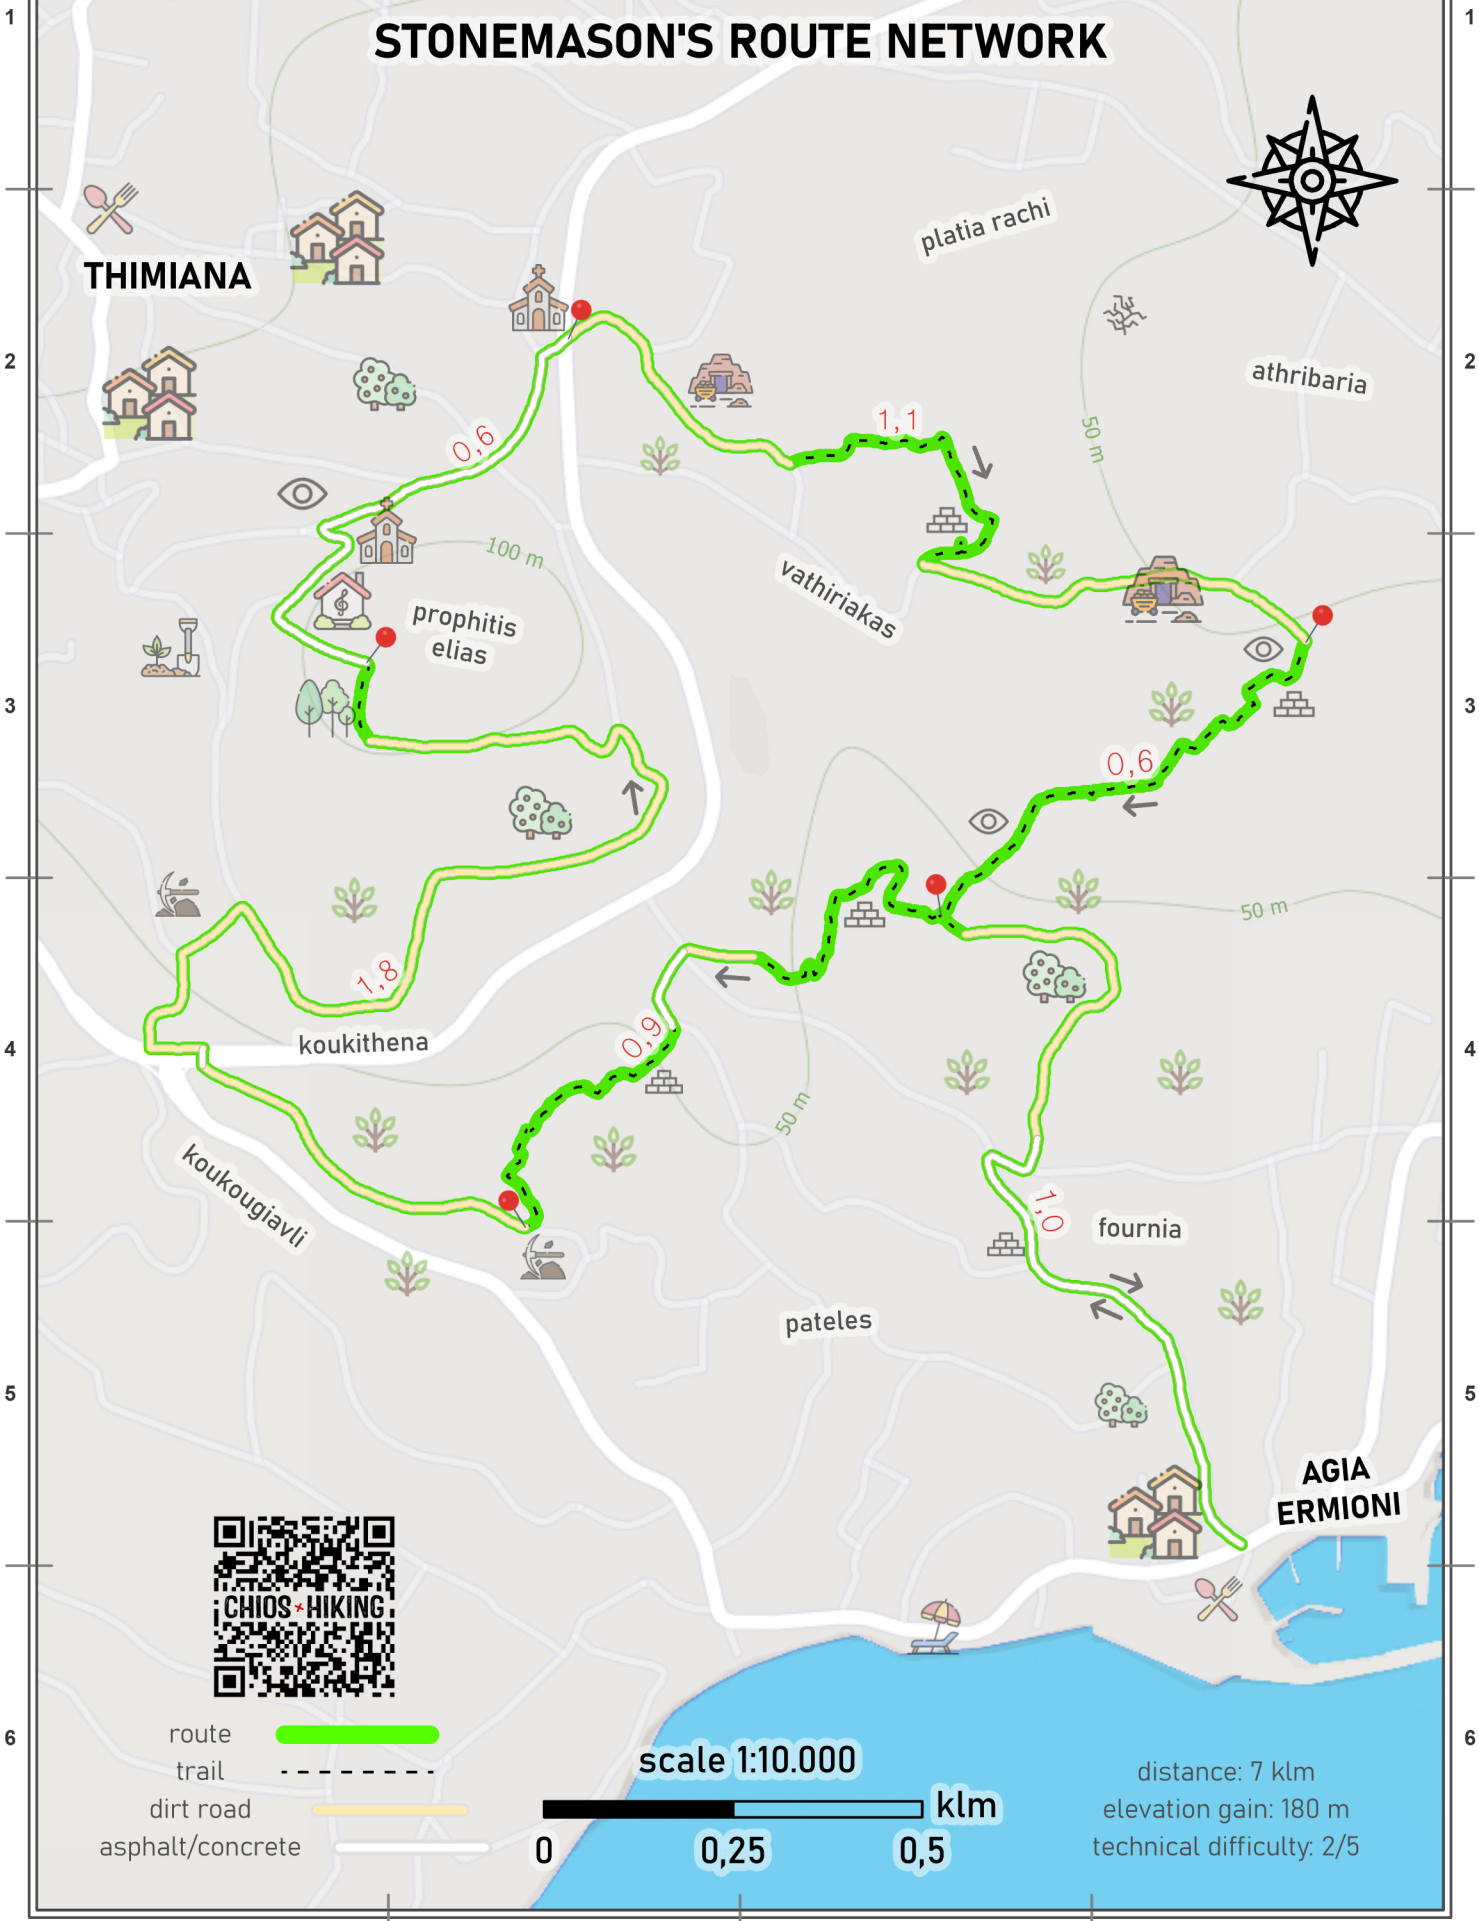 1
1
STONEMASON'S ROUTE NETWORK
platia rachi
THIMIANA
2
2
athribaria
1,1
0,6
50 m
100 m
vathiriakas
prophitis
elias
3
3
0,6
50 m
1,8
0,9
koukithena
4
4
50 m
koukougiavli
1,0
fournia
pateles
5
5
AGIA
ERMIONI
CHIOS HIKING
route
trail
dirt road
asphalt/concrete
6
6
scale 1:10.000
klm
0
0,25
0,5
distance: 7 klm
elevation gain: 180 m
technical difficulty: 2/5